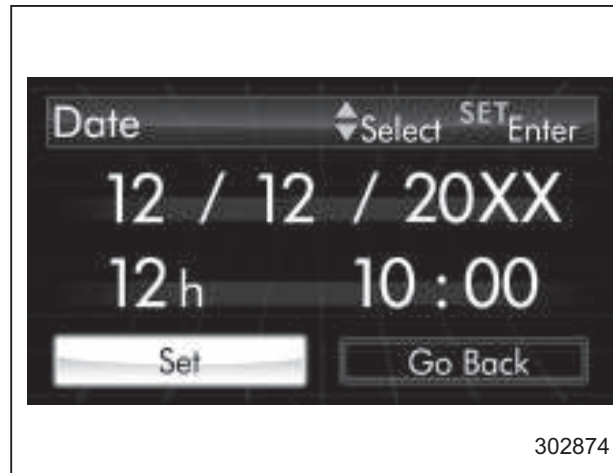 Date Select SET Enter
12 / 12 / 20XX
12h 10:00
Set Go Back
302874